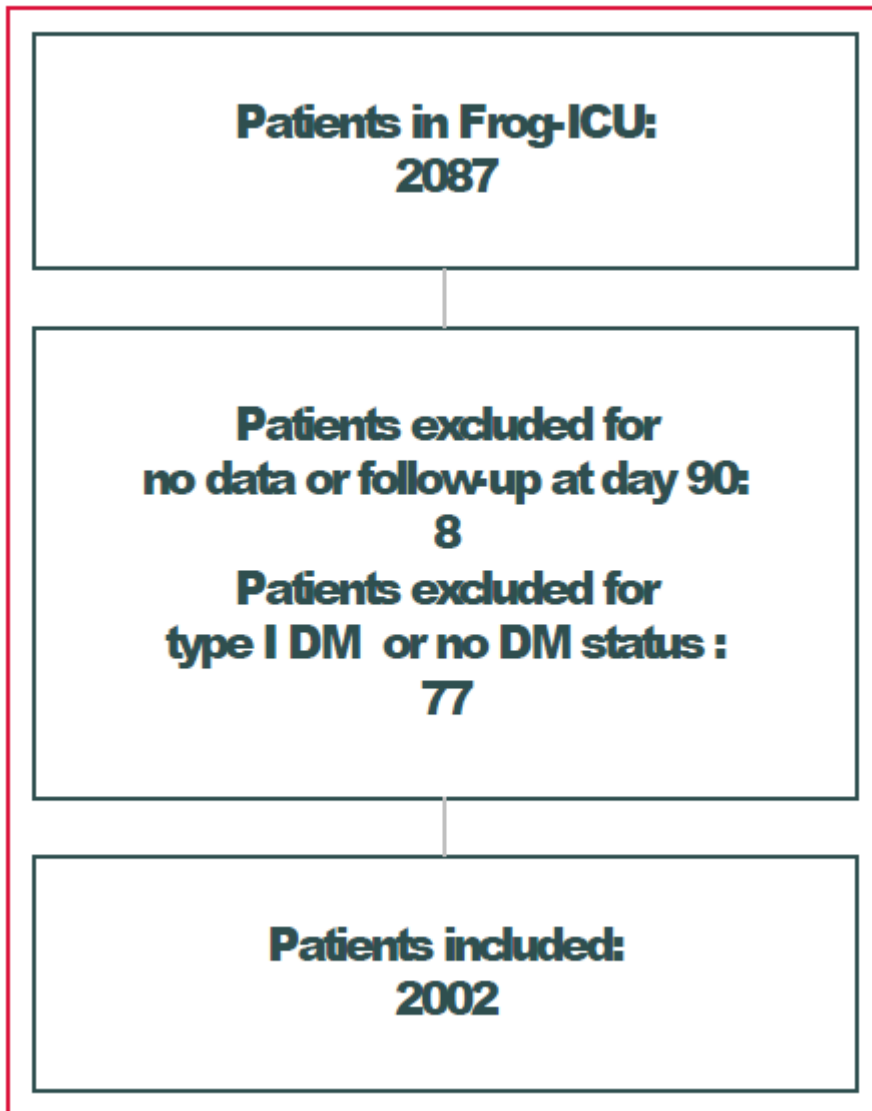 Patients in Frog-ICU:
2087
Patients excluded for
no data or follow-up at day 90:
8
Patients excluded for
type I DM  or no DM status :
77
Patients included:
2002